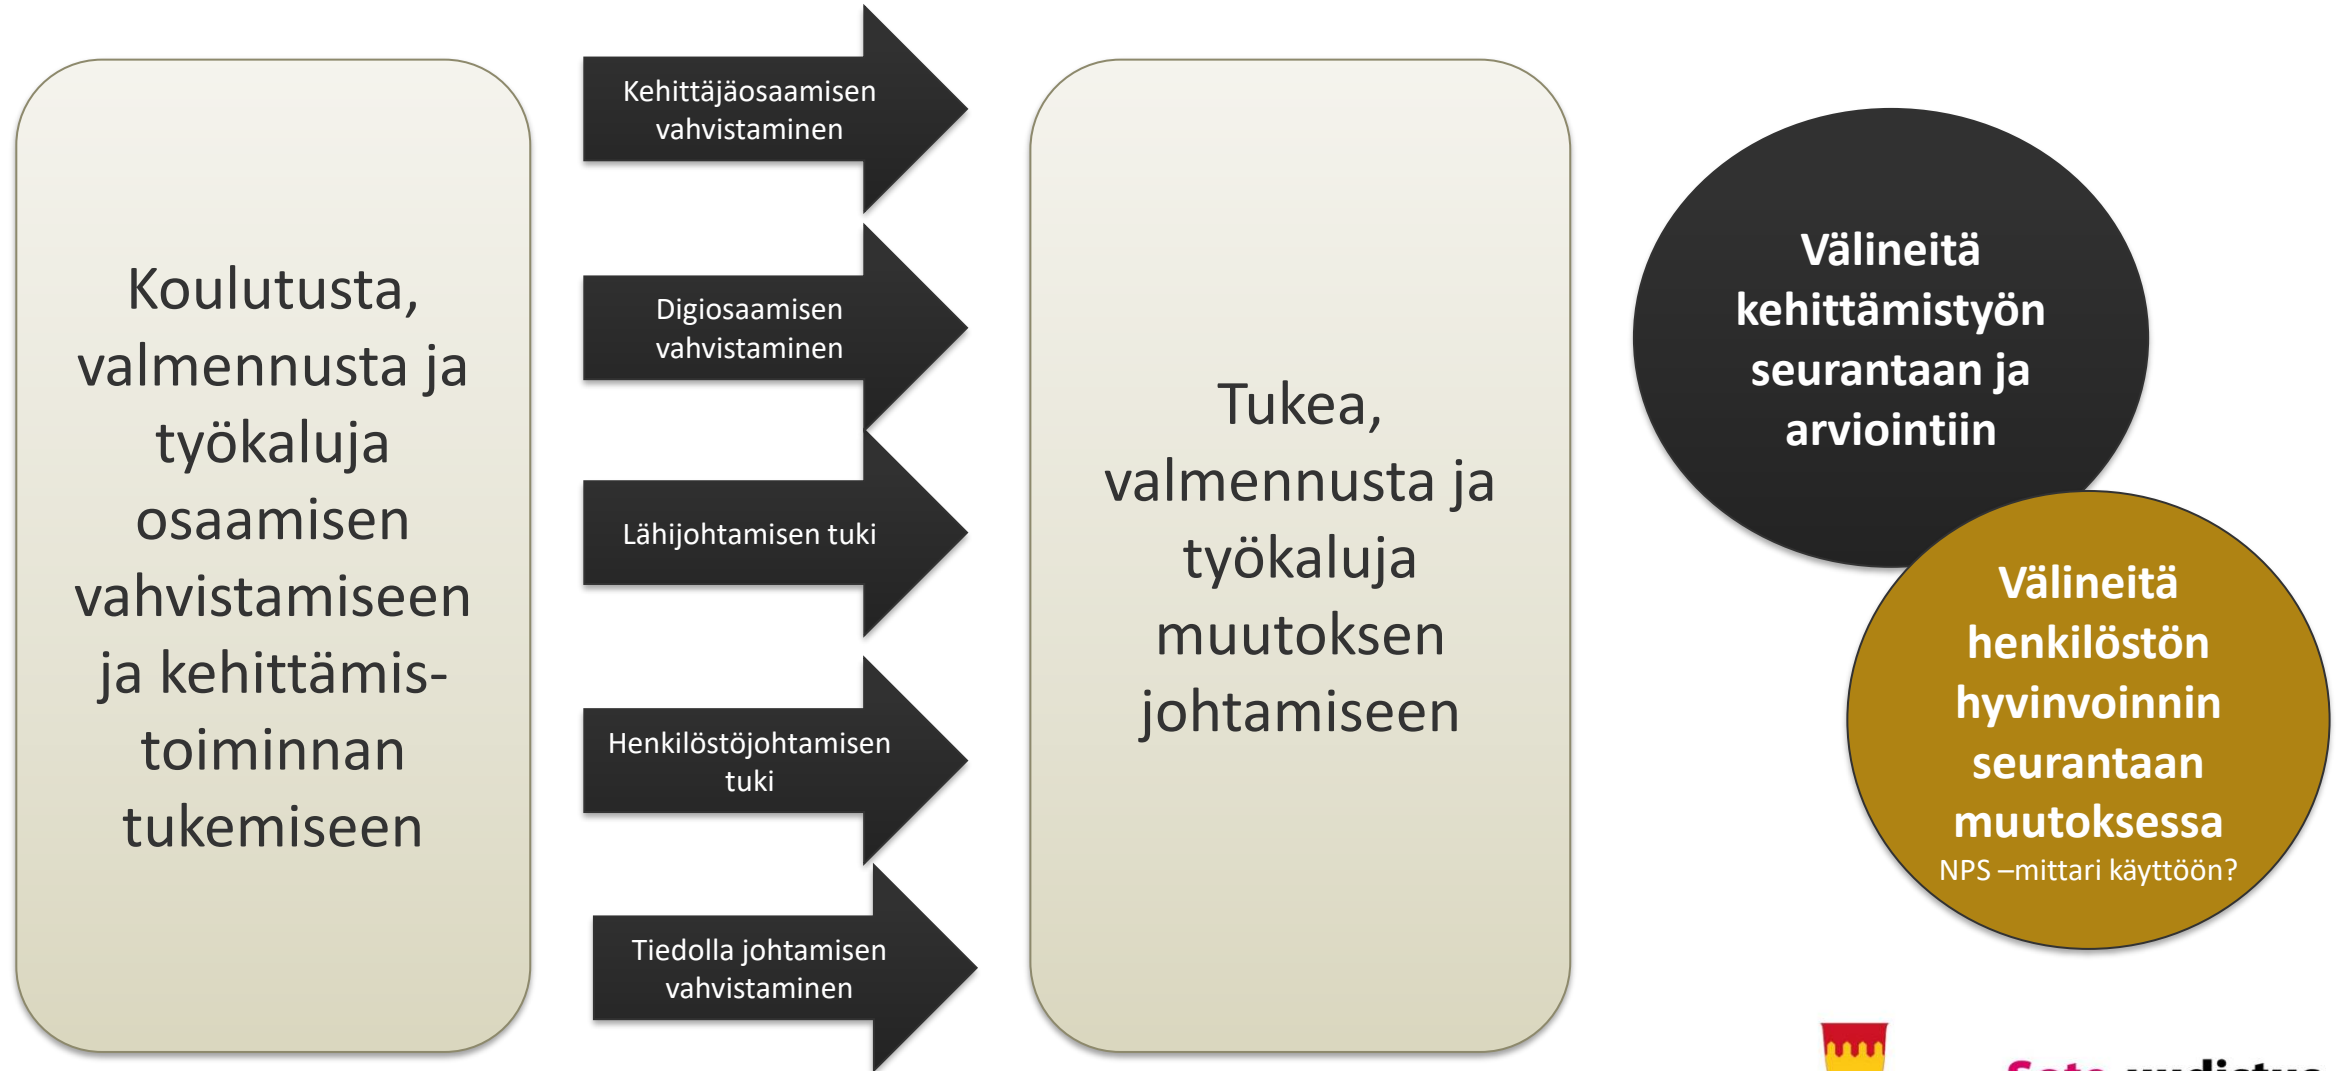 Koulutusta,
valmennusta ja
työkaluja
osaamisen
vahvistamiseen
ja kehittämis-
toiminnan
tukemiseen
Kehittäjäosaamisen
vahvistaminen
Digiosaamisen
vahvistaminen
Lähijohtamisen tuki
Henkilöstöjohtamisen
tuki
Tiedolla johtamisen
vahvistaminen
Tukea,
valmennusta ja
työkaluja
muutoksen
johtamiseen
Välineitä
kehittämistyön
seurantaan ja
arviointiin
Välineitä
henkilöstön
hyvinvoinnin
seurantaan
muutoksessa
NPS –mittari käyttöön?
Sote-uudistus